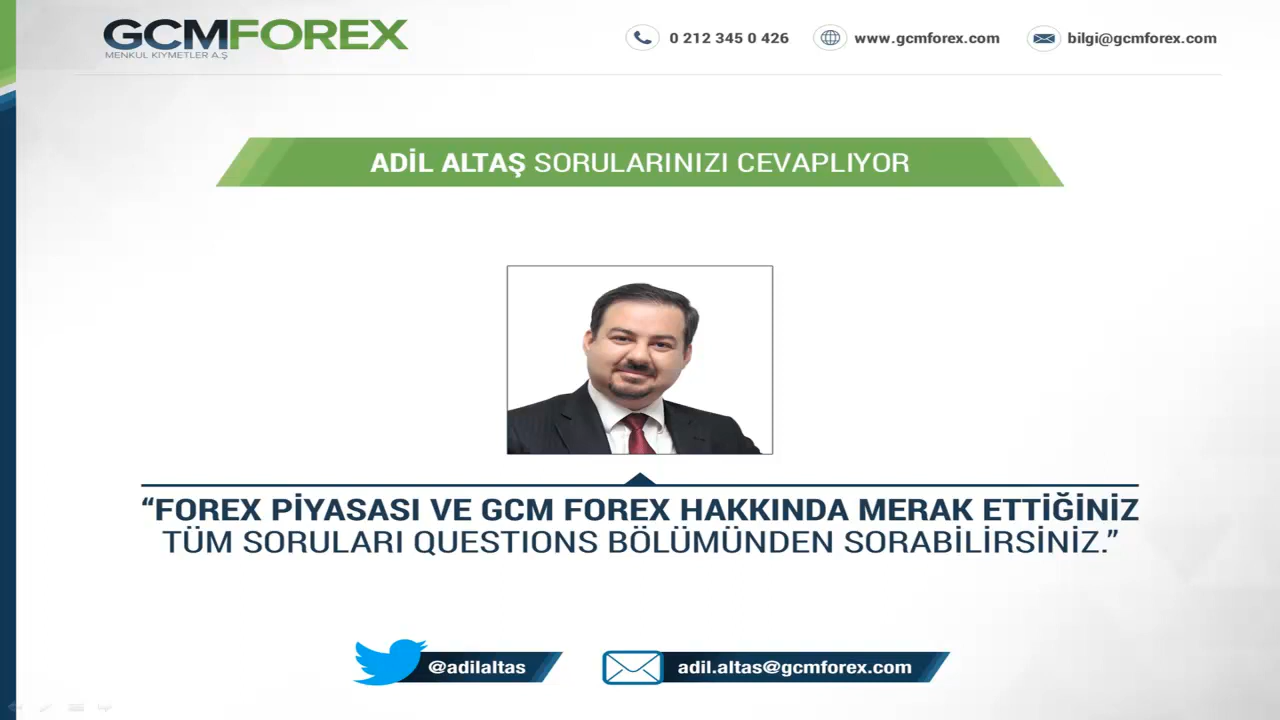 GCMFOREX
MENKUL KIYMETLER A.Ş
0 212 345 0 426
www.gcmforex.com
bilgi@gcmforex.com
ADİL ALTAŞ SORULARINIZI CEVAPLIYOR
“FOREX PİYASASI VE GCM FOREX HAKKINDA MERAK ETTİĞİNİZ
TÜM SORULARI QUESTIONS BÖLÜMÜNDEN SORABİLİRSİNİZ.”
@adilaltas
adil.altas@gcmforex.com